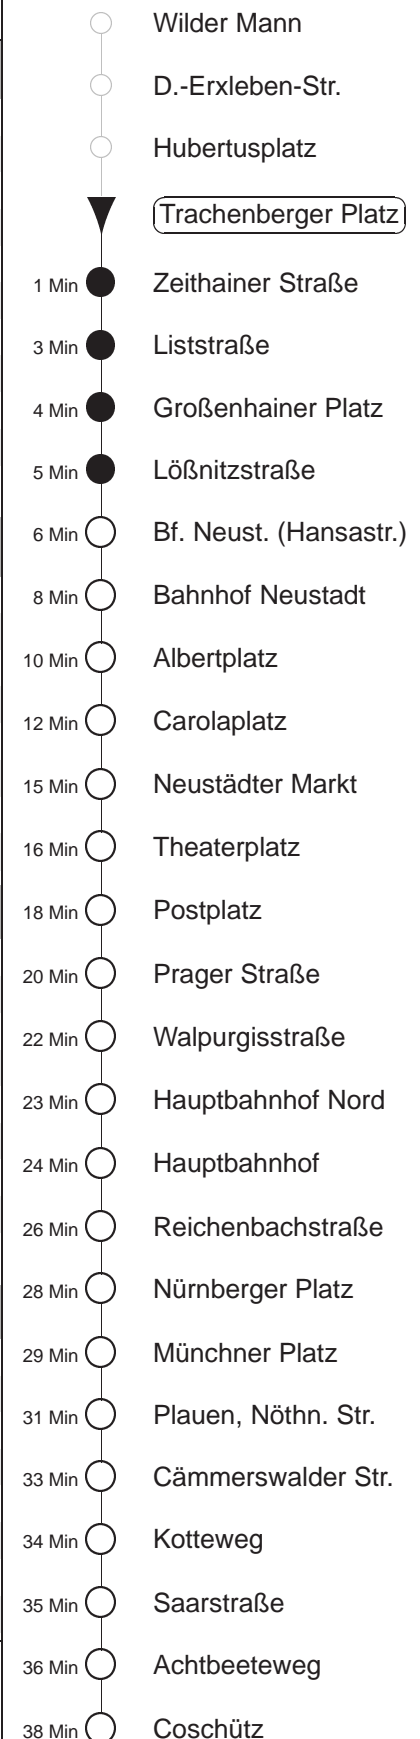 Wilder Mann
D.-Erxleben-Str.
Hubertusplatz
Trachenberger Platz
1 Min Zeithainer Straße
3 Min Liststraße
4 Min Großenhainer Platz
5 Min Lößnitzstraße
6 Min Bf. Neust. (Hansastr.)
8 Min Bahnhof Neustadt
10 Min Albertplatz
12 Min Carolaplatz
15 Min Neustädter Markt
16 Min Theaterplatz
18 Min Postplatz
20 Min Prager Straße
22 Min Walpurgisstraße
23 Min Hauptbahnhof Nord
24 Min Hauptbahnhof
26 Min Reichenbachstraße
28 Min Nürnberger Platz
29 Min Münchner Platz
31 Min Plauen, Nöthn. Str.
33 Min Cämmerswalder Str.
34 Min Kotteweg
35 Min Saarstraße
36 Min Achtbeeteweg
38 Min Coschütz